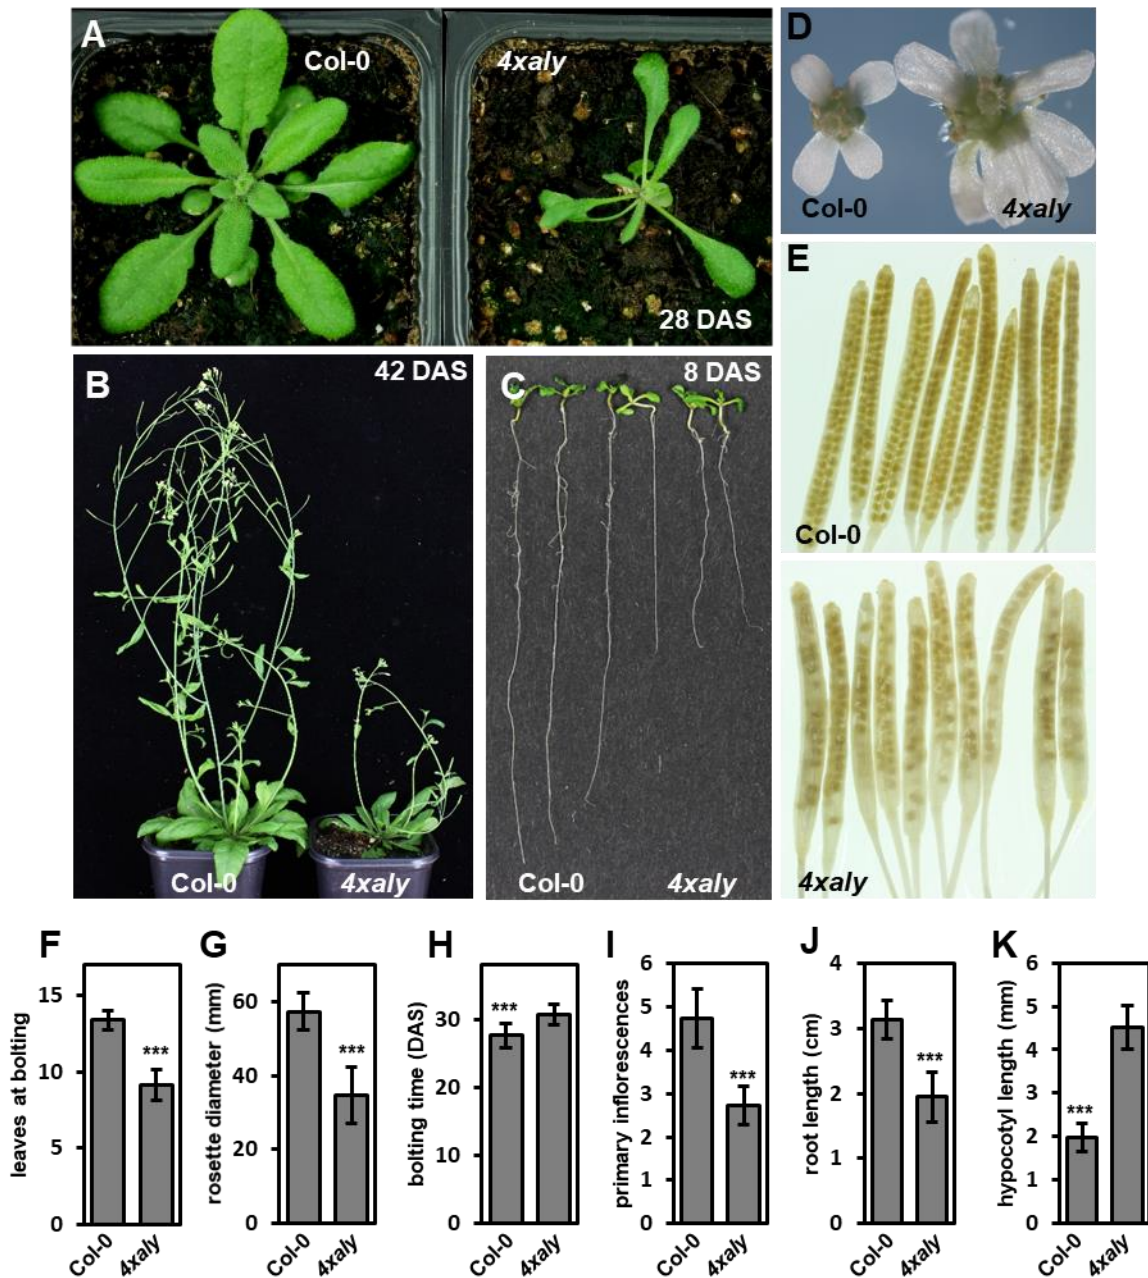 A
Col-0
4xaly
28 DAS
B
42 DAS
Col-0
4xaly
C
8 DAS
Col-0
4xaly
D
Col-0
4xaly
E
Col-0
4xaly
F
leaves at bolting
15
10
5
0
***
Col-0
4xaly
G
rosette diameter (mm)
60
40
20
0
***
Col-0
4xaly
H
bolting time (DAS)
30
20
10
0
***
Col-0
4xaly
I
primary inflorescences
6
5
4
3
2
1
0
***
Col-0
4xaly
J
root length (cm)
4
3
2
1
0
***
Col-0
4xaly
K
hypocotyl length (mm)
6
5
4
3
2
1
0
***
Col-0
4xaly